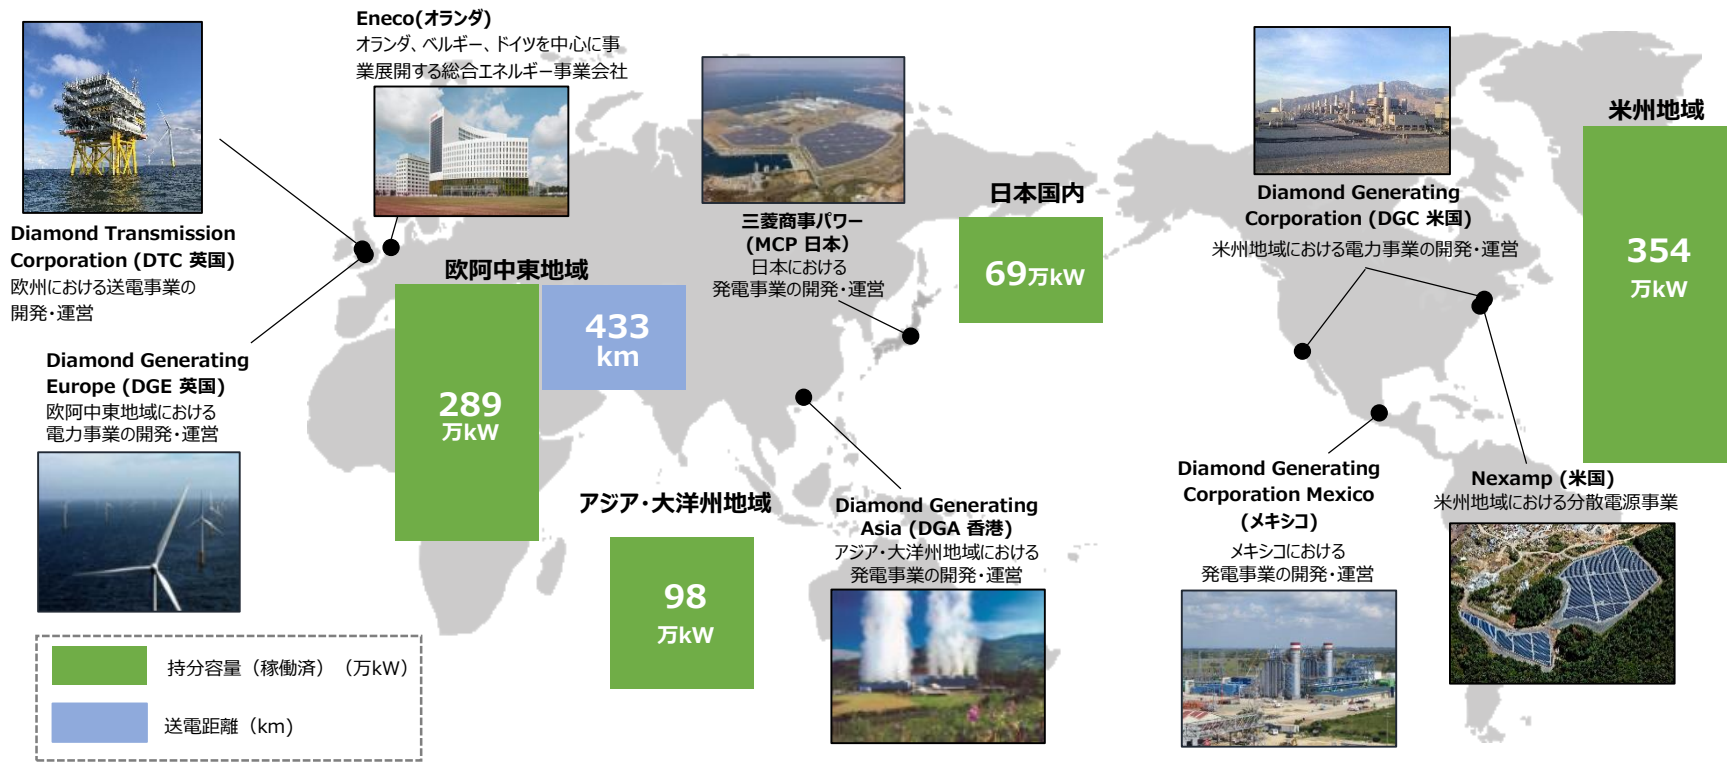 Eneco(オランダ)
オランダ、ベルギー、ドイツを中心に事
業展開する総合エネルギー事業会社
Diamond Transmission
Corporation (DTC 英国)
欧州における送電事業の
開発・運営
Diamond Generating
Europe (DGE 英国)
欧阿中東地域における
電力事業の開発・運営
欧阿中東地域
289
万kW
433
km
三菱商事パワー
(MCP 日本)
日本における
発電事業の開発・運営
日本国内
69万kW
アジア・大洋州地域
98
万kW
Diamond Generating
Asia (DGA 香港)
アジア・大洋州地域における
発電事業の開発・運営
Diamond Generating
Corporation (DGC 米国)
米州地域における電力事業の開発・運営
米州地域
354
万kW
Diamond Generating
Corporation Mexico
(メキシコ)
メキシコにおける
発電事業の開発・運営
Nexamp (米国)
米州地域における分散電源事業
持分容量（稼働済）（万kW）
送電距離（km）